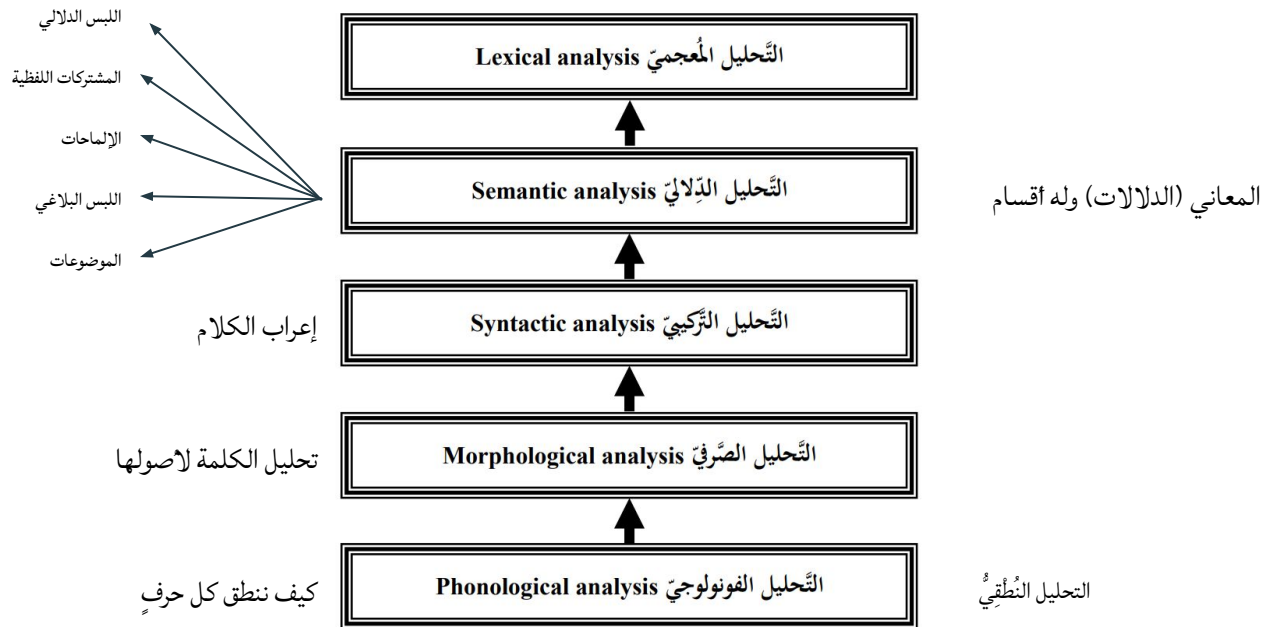 اللبس الدلالي
المشتركات اللفظية
الإلماحات
اللبس البلاغي
الموضوعات
التَّحليل المُعجميّ Lexical analysis
التَّحليل الدِّلاليّ Semantic analysis
المعاني (الدلالات) وله أقسام
التَّحليل التَّركيبيّ Syntactic analysis
إعراب الكلام
التَّحليل الصَّرفيّ Morphological analysis
تحليل الكلمة لاصولها
التحليل النُطْقِيُّ
التَّحليل الفونولوجيّ Phonological analysis
كيف ننطق كل حرفٍ